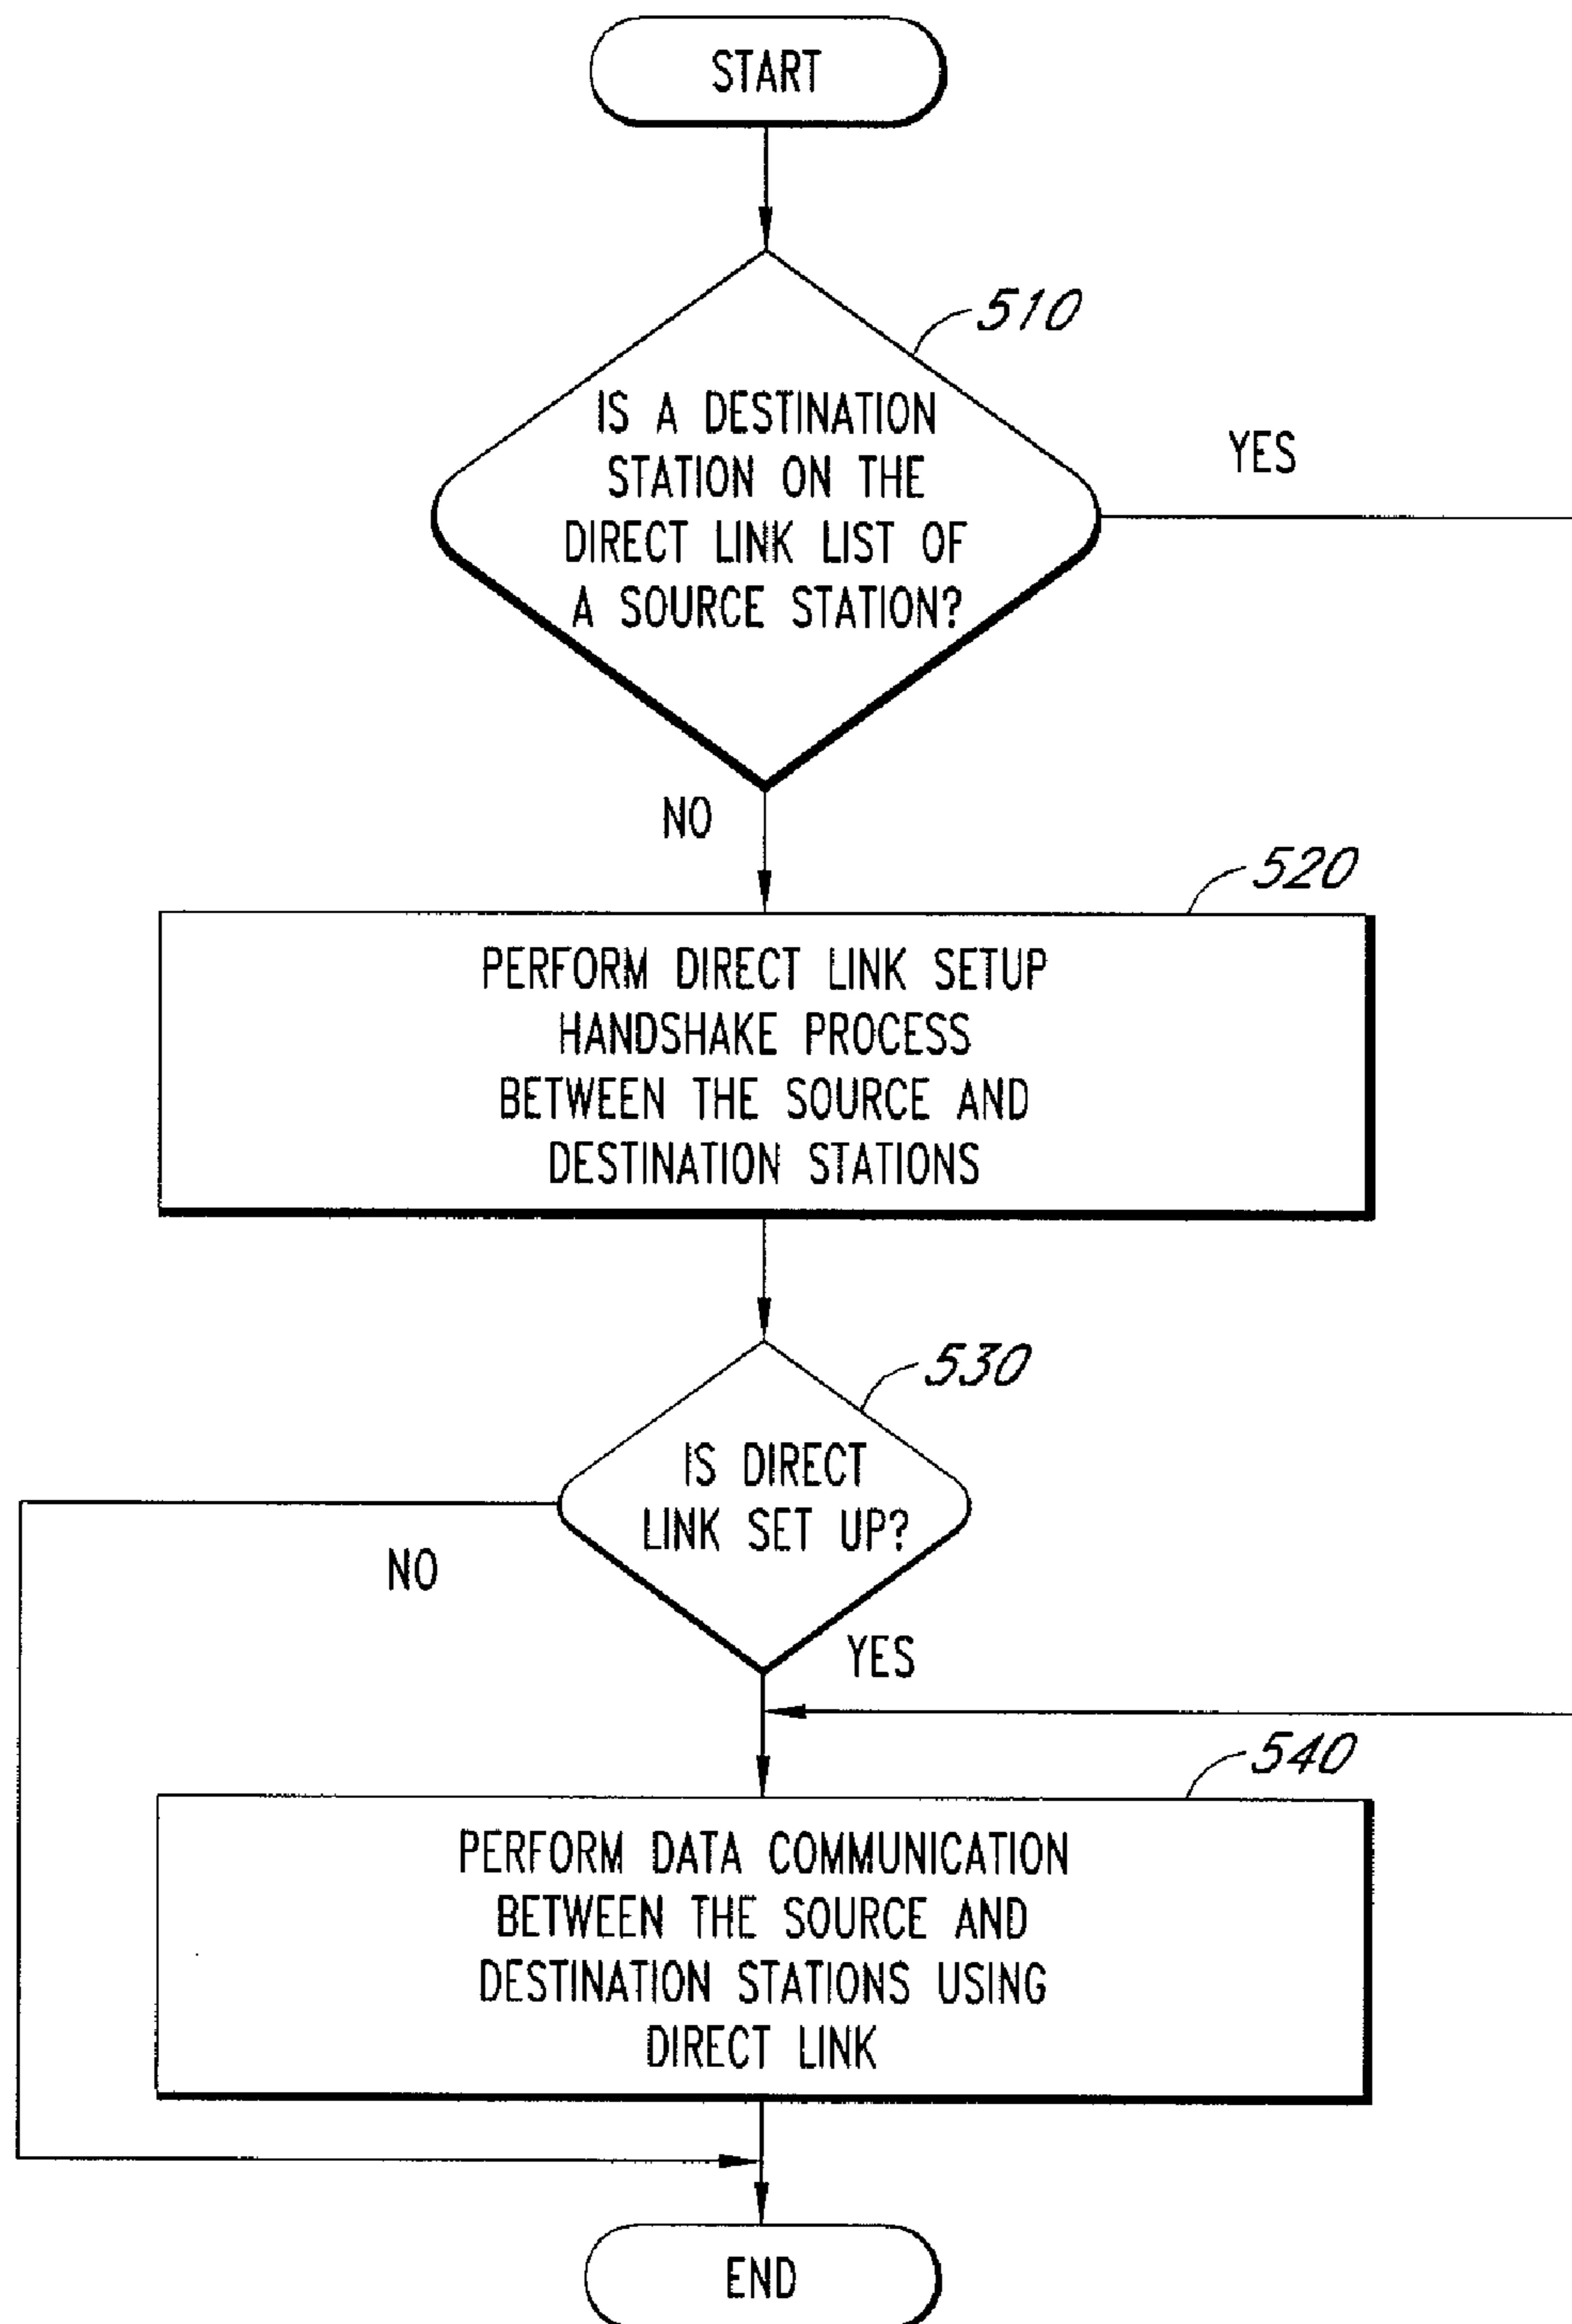 START
510
IS A DESTINATION
STATION ON THE
DIRECT LINK LIST OF
A SOURCE STATION?
YES
NO
520
PERFORM DIRECT LINK SETUP
HANDSHAKE PROCESS
BETWEEN THE SOURCE AND
DESTINATION STATIONS
530
IS DIRECT
LINK SET UP?
NO
YES
540
PERFORM DATA COMMUNICATION
BETWEEN THE SOURCE AND
DESTINATION STATIONS USING
DIRECT LINK
END